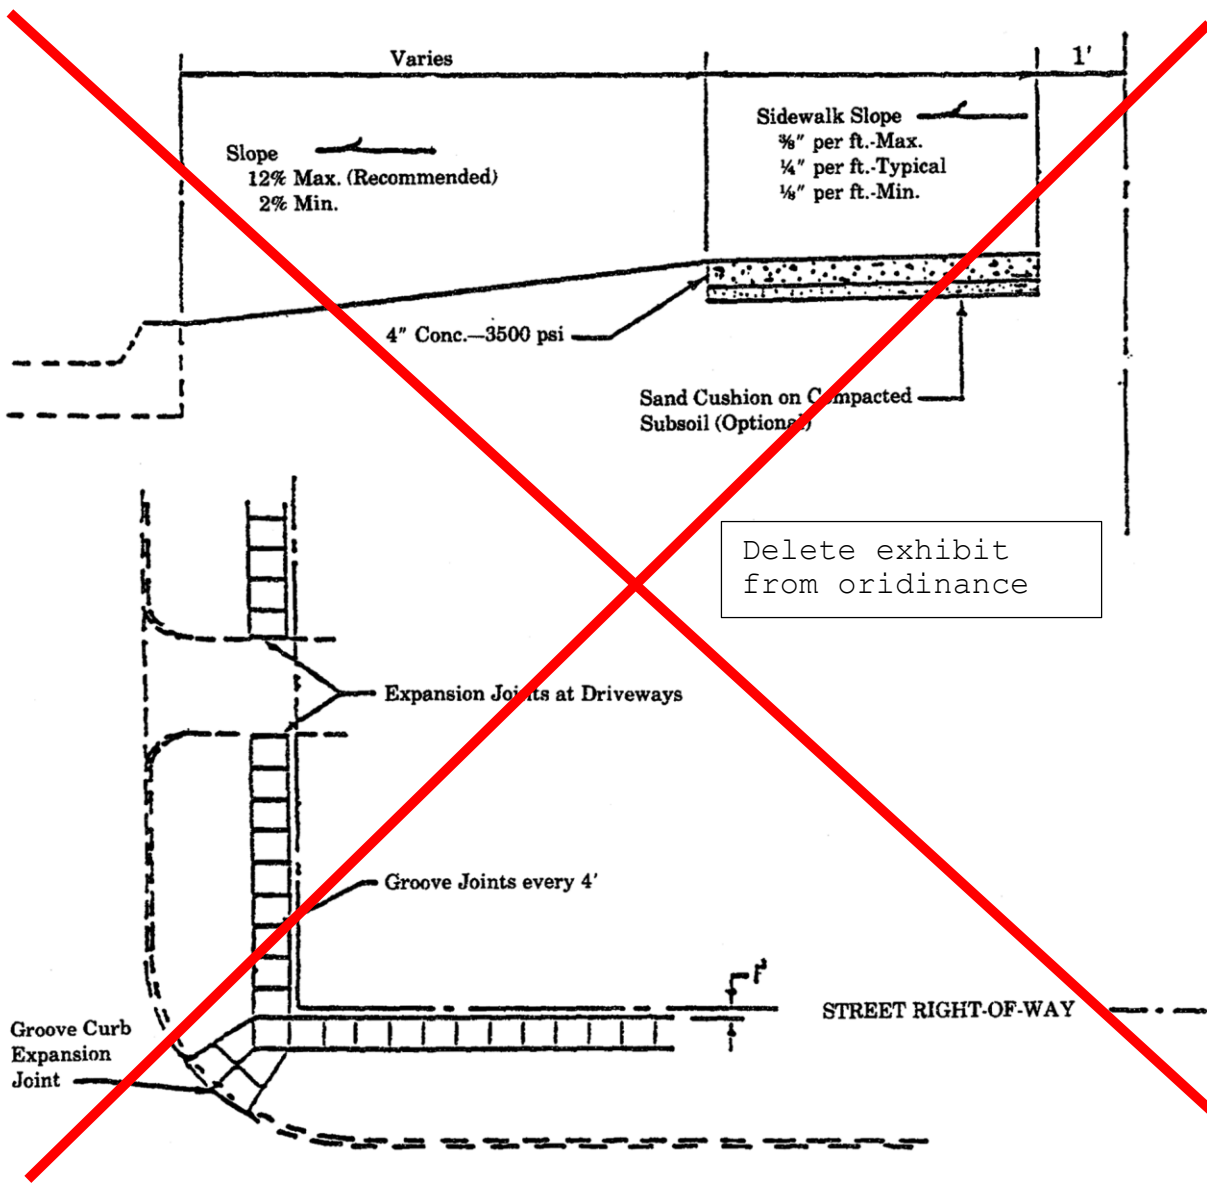 Varies
1'
Slope
12% Max. (Recommended)
2% Min.
Sidewalk Slope
⅜" per ft.-Max.
¼" per ft.-Typical
⅛" per ft.-Min.
4" Conc.—3500 psi
Sand Cushion on Compacted
Subsoil (Optional)
Delete exhibit
from oridinance
Expansion Joints at Driveways
Groove Joints every 4'
1'
STREET RIGHT-OF-WAY
Groove Curb
Expansion
Joint